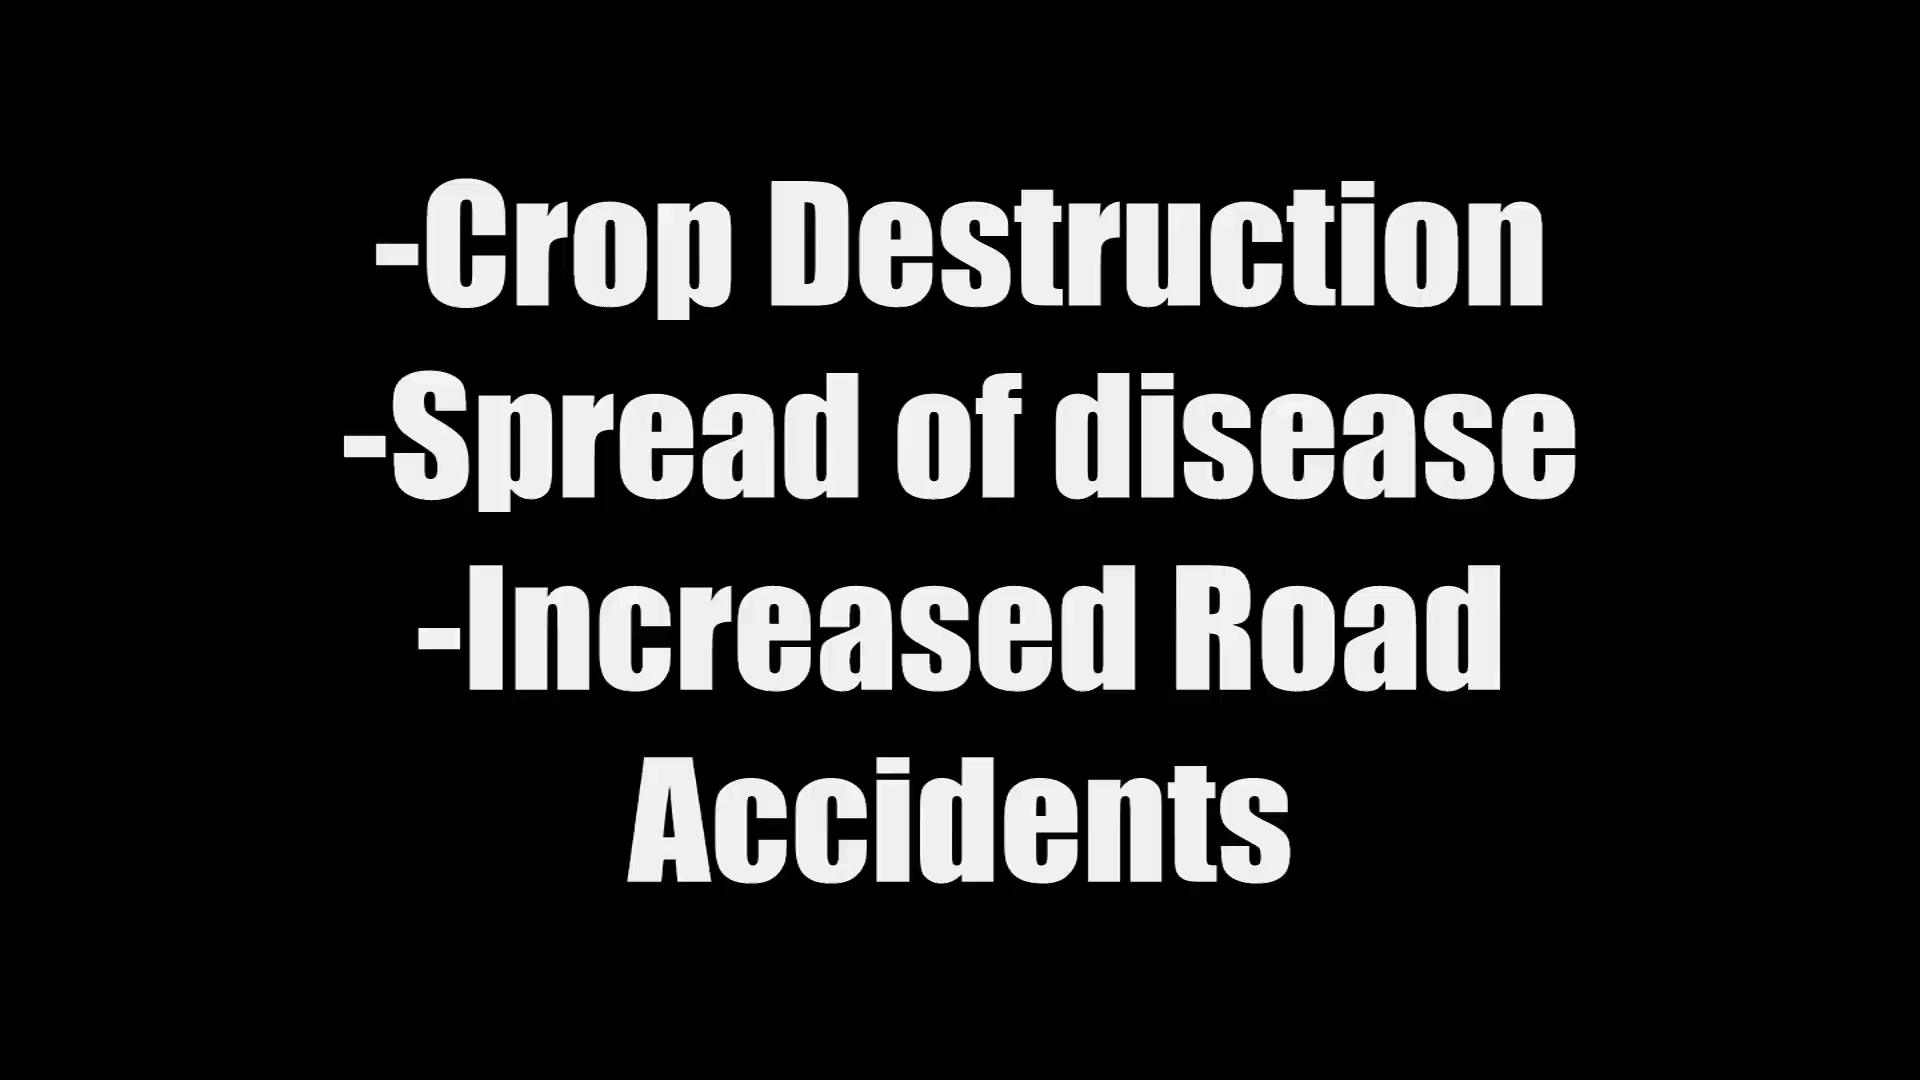 -Crop Destruction
-Spread of disease
-Increased Road
Accidents